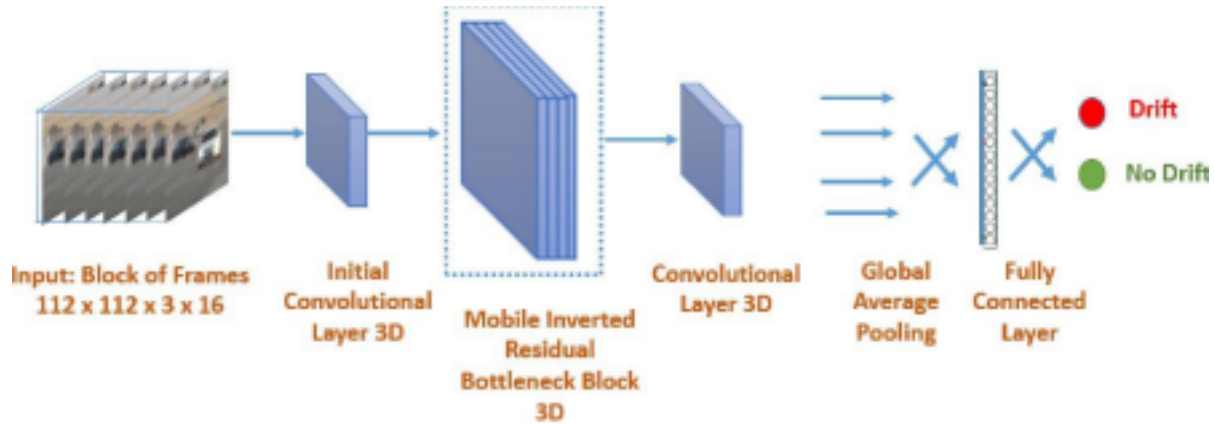 Drift
No Drift
Input: Block of Frames
112 x 112 x 3 x 16
Initial
Convolutional
Layer 3D
Mobile Inverted
Residual
Bottleneck Block
3D
Convolutional
Layer 3D
Global
Average
Pooling
Fully
Connected
Layer